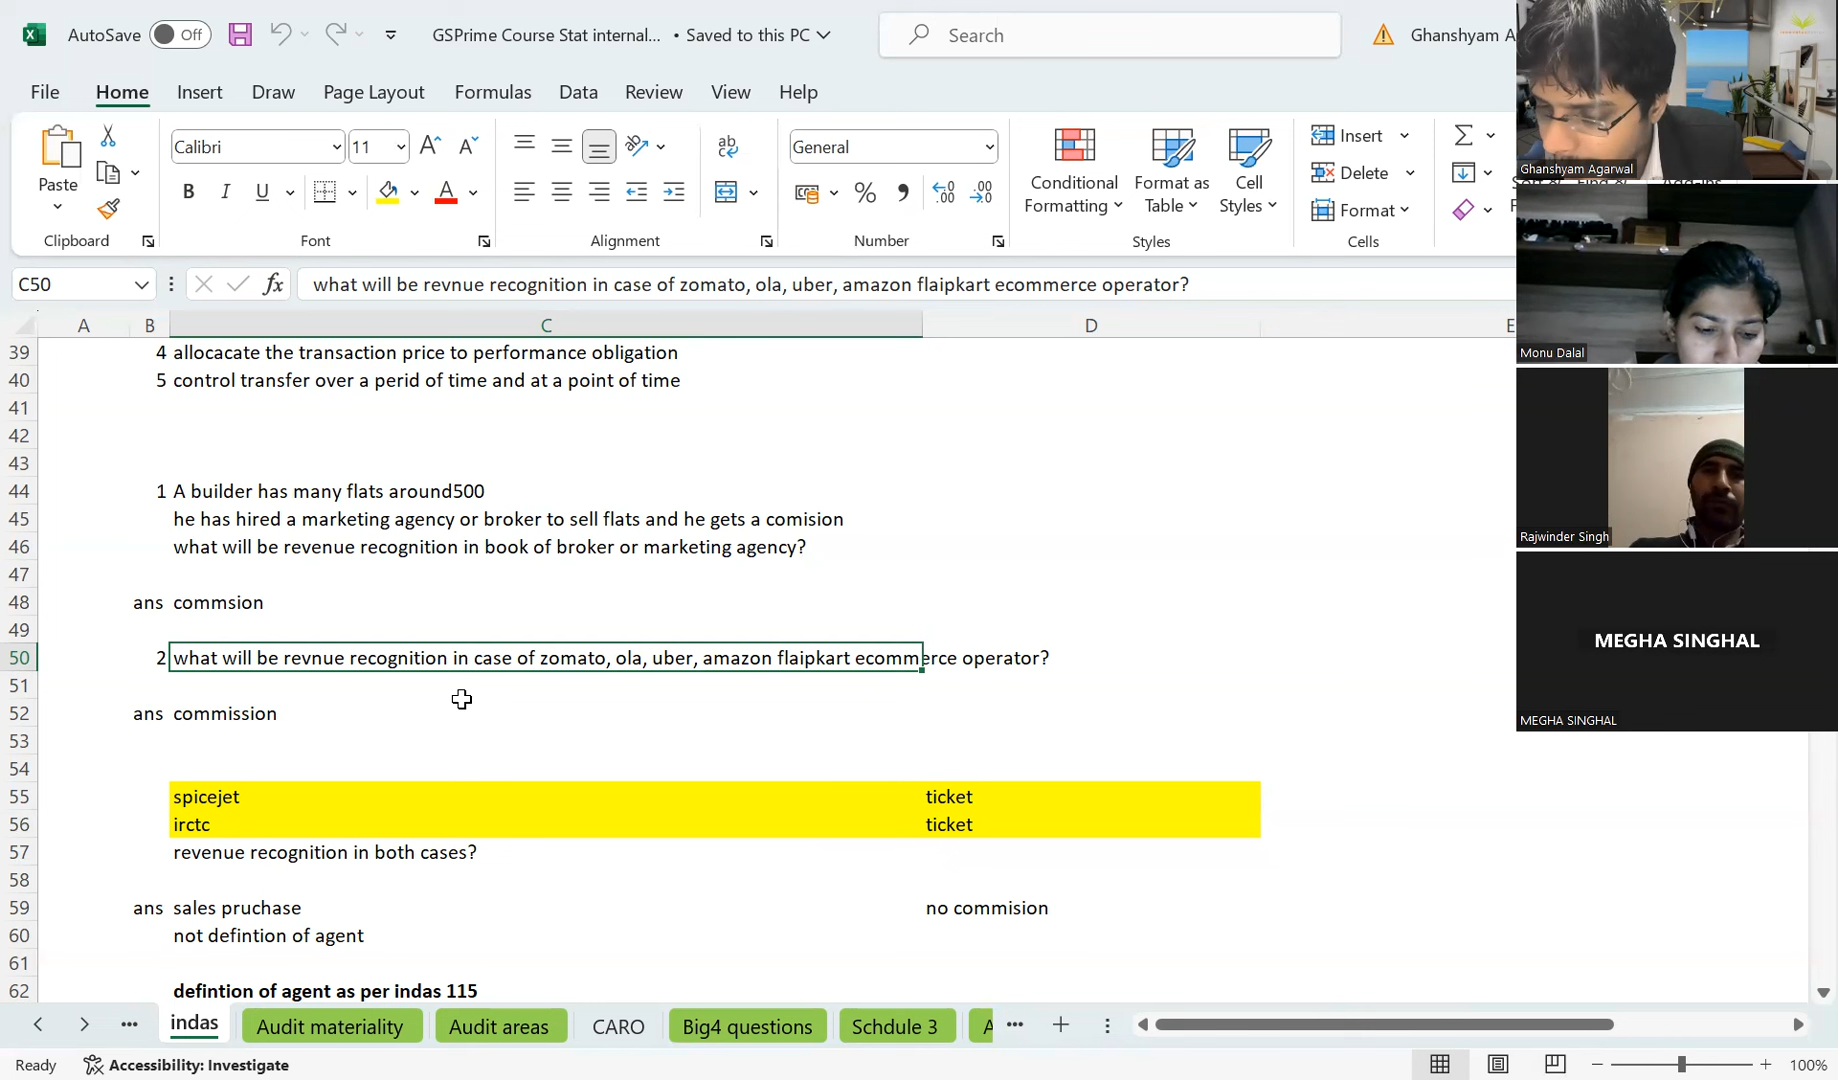 AutoSave Off GSPrime Course Stat internal... • Saved to this PC Search Ghanshyam A
File Home Insert Draw Page Layout Formulas Data Review View Help
Paste Calibri 11 General Conditional Formatting Format as Table Cell Styles Insert Delete Format
Clipboard Font Alignment Number Styles Cells
C50 fx what will be revnue recognition in case of zomato, ola, uber, amazon flaipkart ecommerce operator?
A B C D E
39 4 allocacate the transaction price to performance obligation
40 5 control transfer over a perid of time and at a point of time
41
42
43
44 1 A builder has many flats around500
45 he has hired a marketing agency or broker to sell flats and he gets a comision
46 what will be revenue recognition in book of broker or marketing agency?
47
48 ans commsion
49
50 2 what will be revnue recognition in case of zomato, ola, uber, amazon flaipkart ecommerce operator?
51
52 ans commission
53
54
55 spicejet ticket
56 irctc ticket
57 revenue recognition in both cases?
58
59 ans sales pruchase no commision
60 not defintion of agent
61
62 defintion of agent as per indas 115
indas Audit materiality Audit areas CARO Big4 questions Schdule 3 A
Ready Accessibility: Investigate 100%
Ghanshyam Agarwal
Monu Dalal
Rajwinder Singh
MEGHA SINGHAL
MEGHA SINGHAL